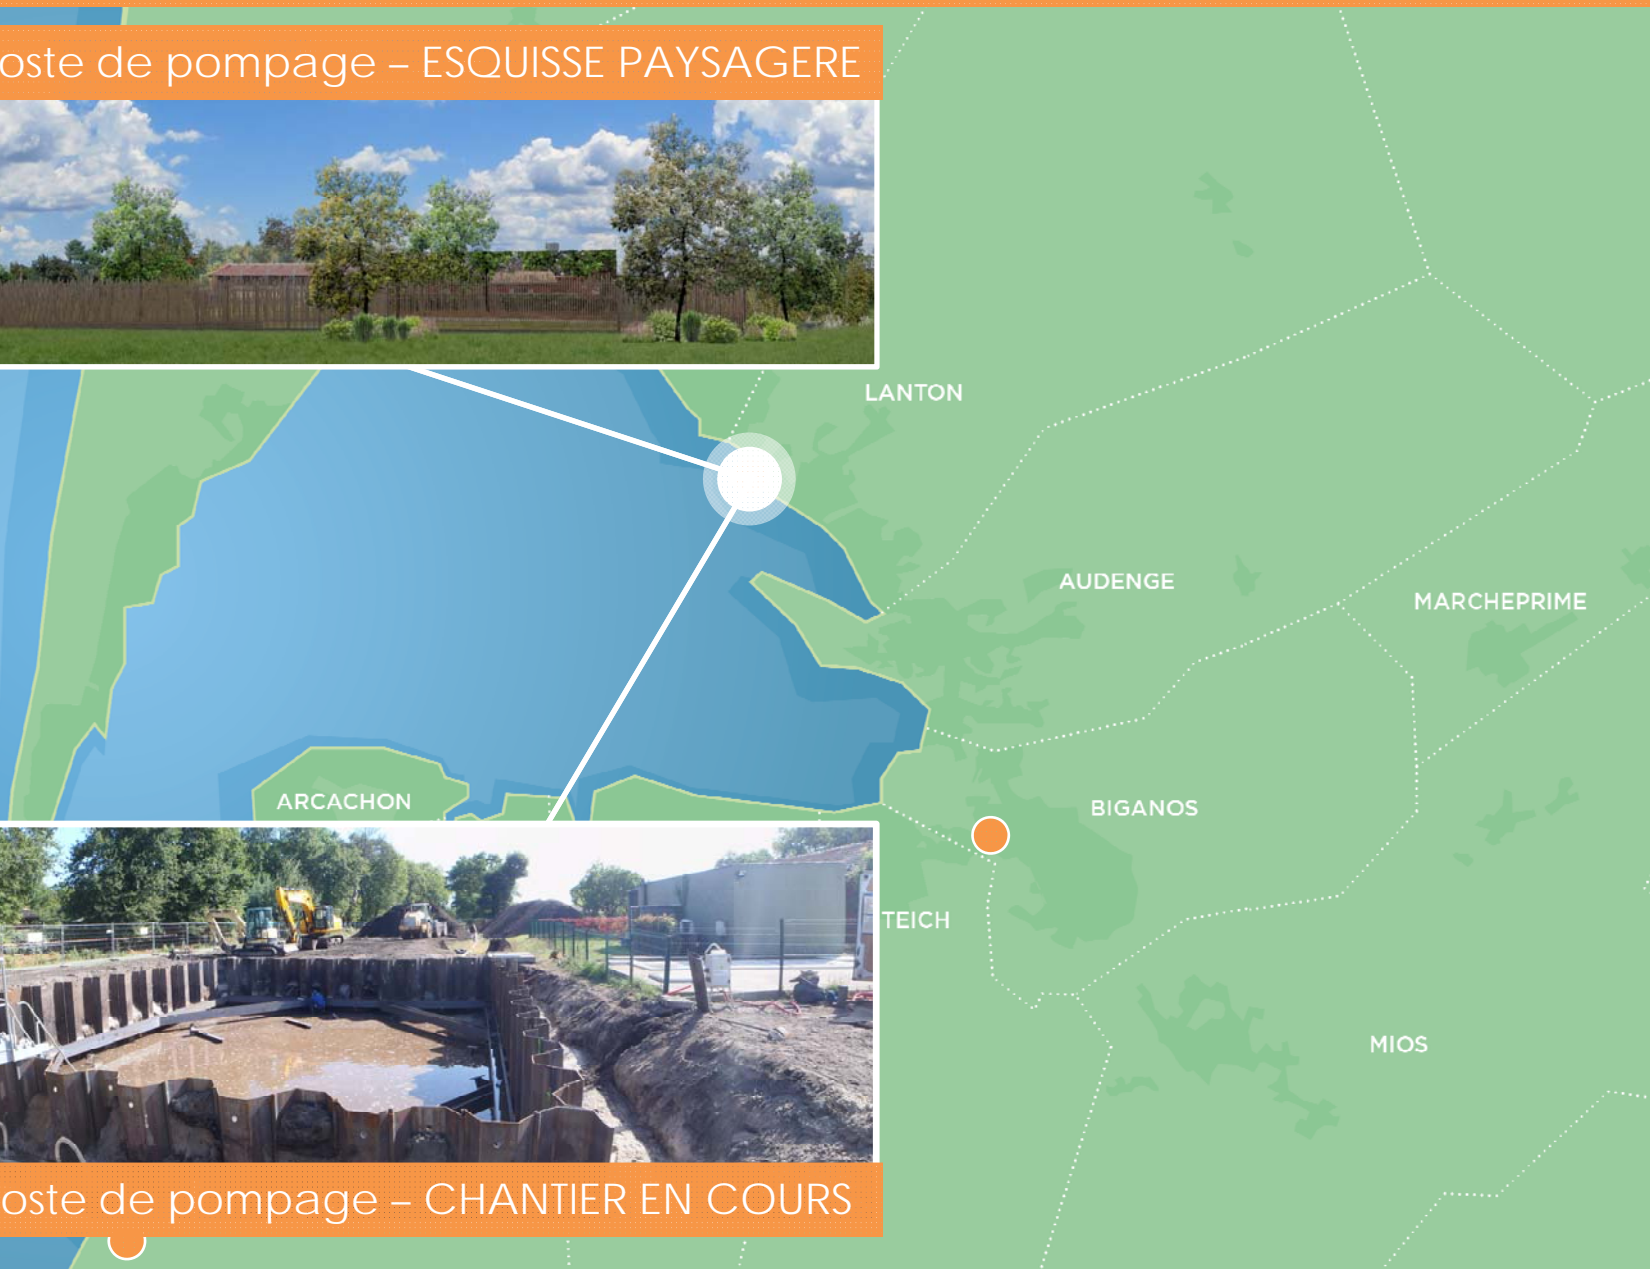 oste de pompage – ESQUISSE PAYSAGERE
LANTON
AUDENGE
MARCHEPRIME
ARCACHON
BIGANOS
TEICH
MIOS
oste de pompage – CHANTIER EN COURS